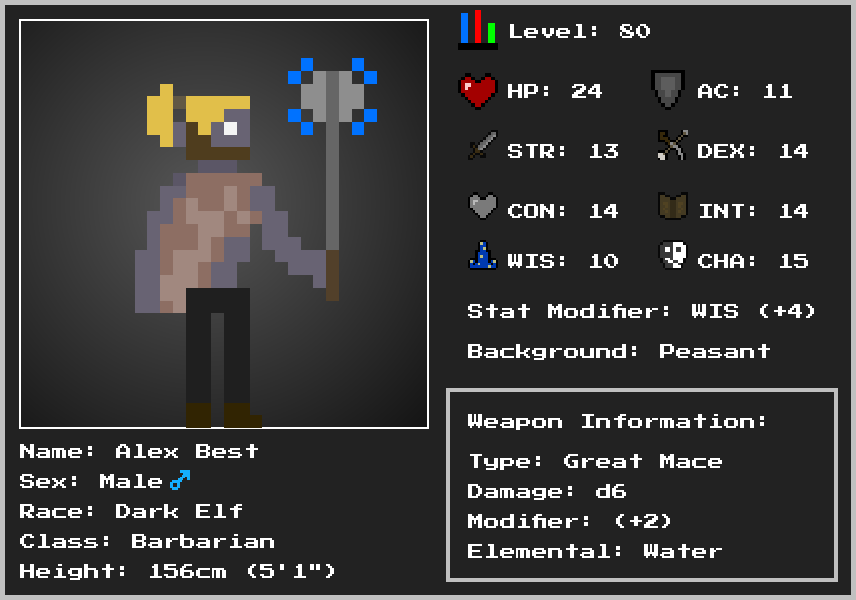 Level: 80
HP: 24
AC: 11
STR: 13
DEX: 14
CON: 14
INT: 14
WIS: 10
CHA: 15
Stat Modifier: WIS (+4)
Background: Peasant
Weapon Information:
Type: Great Mace
Damage: d6
Modifier: (+2)
Elemental: Water
Name: Alex Best
Sex: Male ♂
Race: Dark Elf
Class: Barbarian
Height: 156cm (5'1")